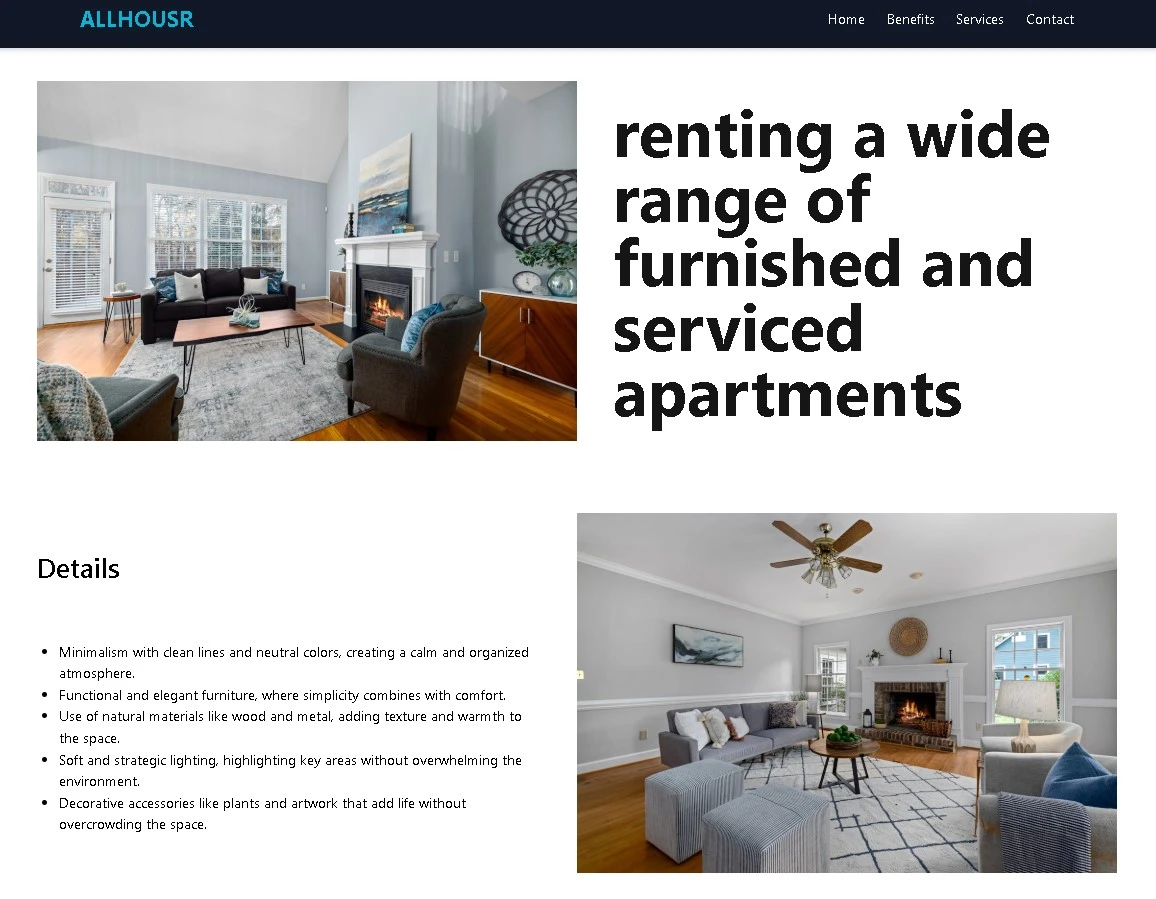 ALLHOUSR
Home Benefits Services Contact
renting a wide
range of
furnished and
serviced
apartments
Details
• Minimalism with clean lines and neutral colors, creating a calm and organized
atmosphere.
• Functional and elegant furniture, where simplicity combines with comfort.
• Use of natural materials like wood and metal, adding texture and warmth to
the space.
• Soft and strategic lighting, highlighting key areas without overwhelming the
environment.
• Decorative accessories like plants and artwork that add life without
overcrowding the space.